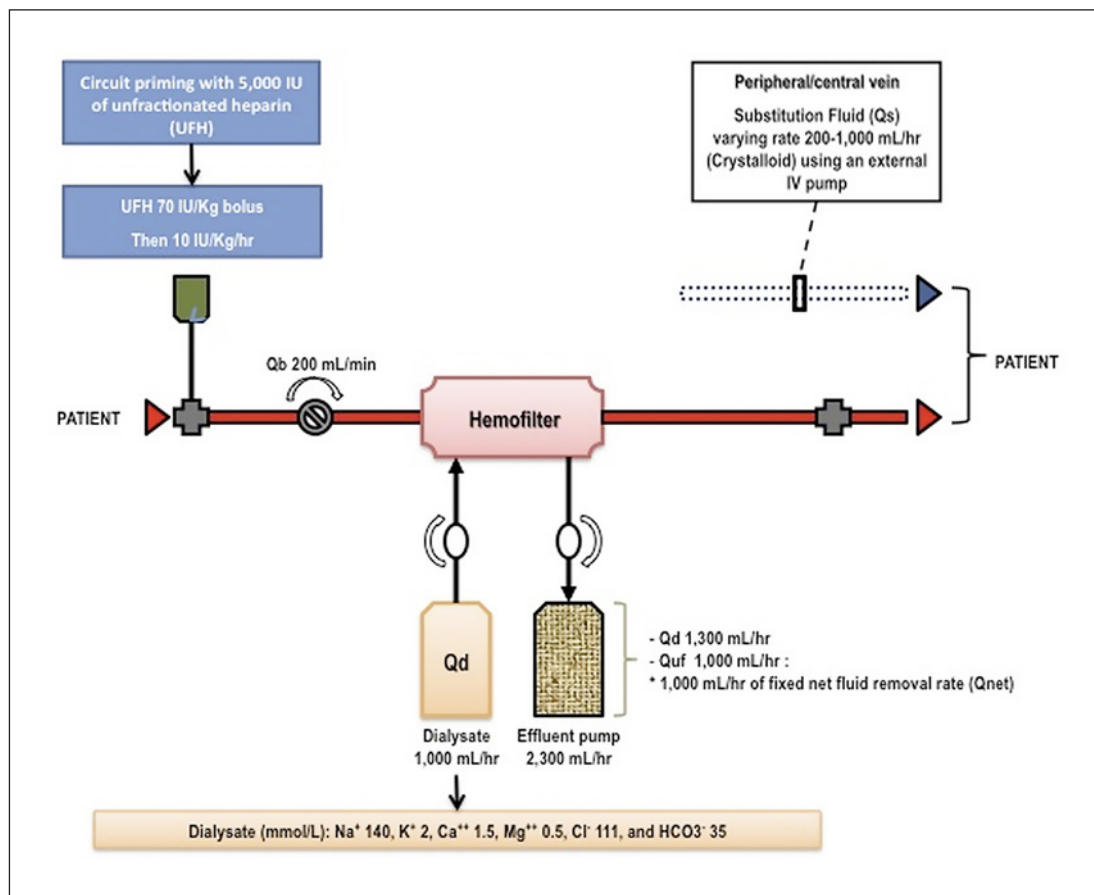 Circuit priming with 5,000 IU
of unfractionated heparin
(UFH)
UFH 70 IU/Kg bolus
Then 10 IU/Kg/hr
Peripheral/central vein
Substitution Fluid (Qs)
varying rate 200-1,000 mL/hr
(Crystalloid) using an external
IV pump
Qb 200 mL/min
PATIENT
Hemofilter
PATIENT
Qd
Dialysate
1,000 mL/hr
Effluent pump
2,300 mL/hr
- Qd 1,300 mL/hr
- Quf 1,000 mL/hr :
* 1,000 mL/hr of fixed net fluid removal rate (Qnet)
Dialysate (mmol/L): Na⁺ 140, K⁺ 2, Ca⁺⁺ 1.5, Mg⁺⁺ 0.5, Cl⁻ 111, and HCO3⁻ 35